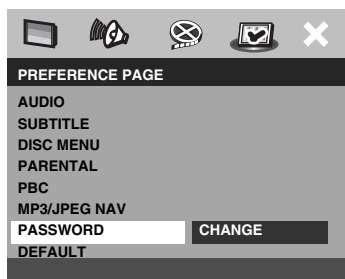 PREFERENCE PAGE
AUDIO
SUBTITLE
DISC MENU
PARENTAL
PBC
MP3/JPEG NAV
PASSWORD CHANGE
DEFAULT